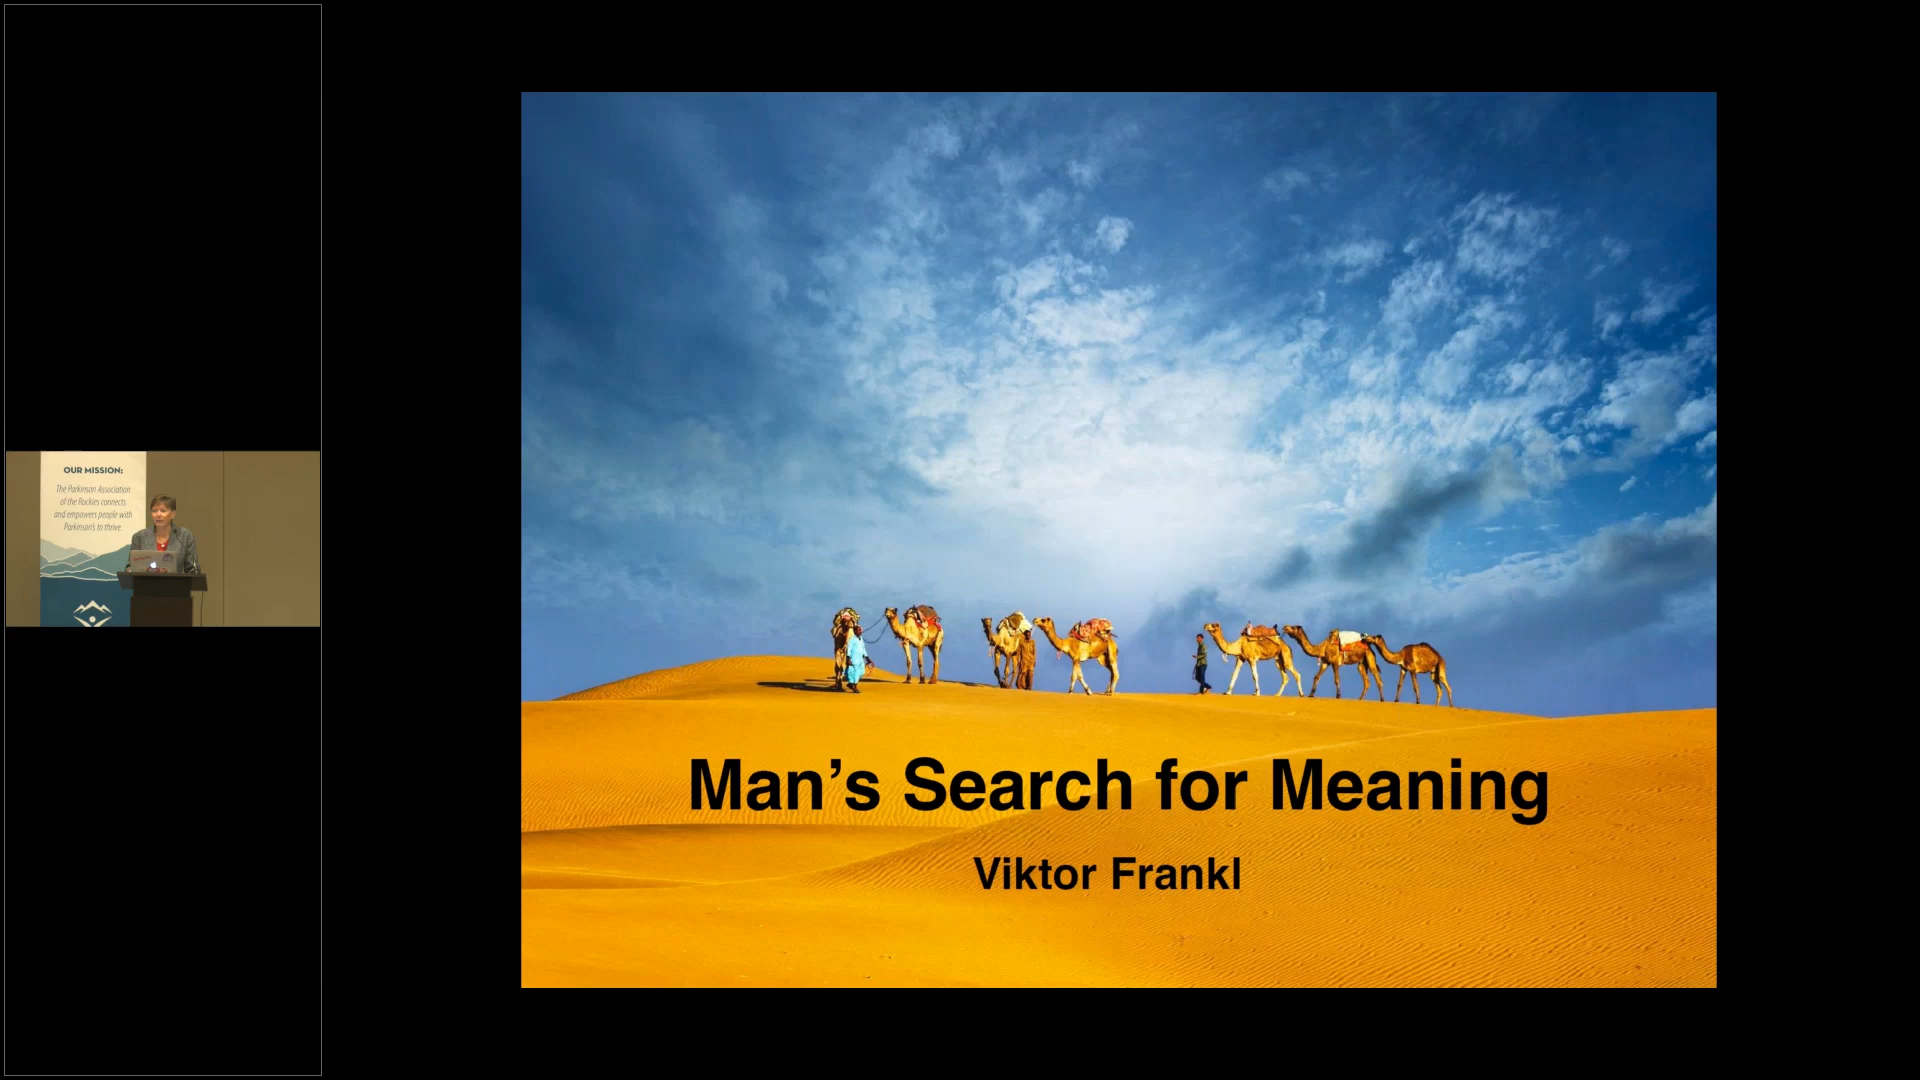 OUR MISSION:
The Parkinson Association
of the Rockies connects
and empowers people with
Parkinson's to thrive.
Man’s Search for Meaning
Viktor Frankl